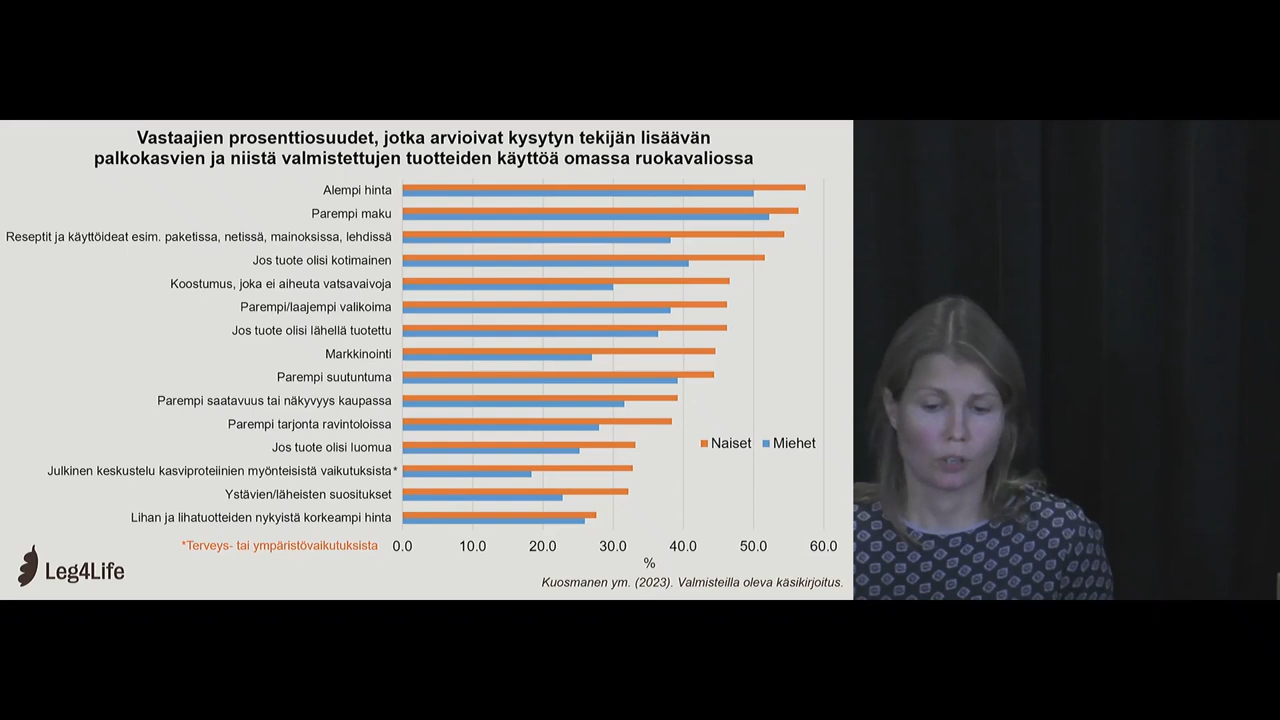 Vastaajien prosenttiosuudet, jotka arvioivat kysytyn tekijän lisäävän
palkokasvien ja niistä valmistettujen tuotteiden käyttöä omassa ruokavaliossa
Alempi hinta
Parempi maku
Reseptit ja käyttöideat esim. paketissa, netissä, mainoksissa, lehdissä
Jos tuote olisi kotimainen
Koostumus, joka ei aiheuta vatsavaivoja
Parempi/laajempi valikoima
Jos tuote olisi lähellä tuotettu
Markkinointi
Parempi suutuntuma
Parempi saatavuus tai näkyvyys kaupassa
Parempi tarjonta ravintoloissa
Naiset Miehet
Jos tuote olisi luomua
Julkinen keskustelu kasviproteiinien myönteisistä vaikutuksista *
Ystävien/läheisten suositukset
Lihan ja lihatuotteiden nykyistä korkeampi hinta
*Terveys- tai ympäristövaikutuksista
0.0 10.0 20.0 30.0 40.0 50.0 60.0
%
Leg4Life
Kuosmanen ym. (2023). Valmisteilla oleva käsikirjoitus.